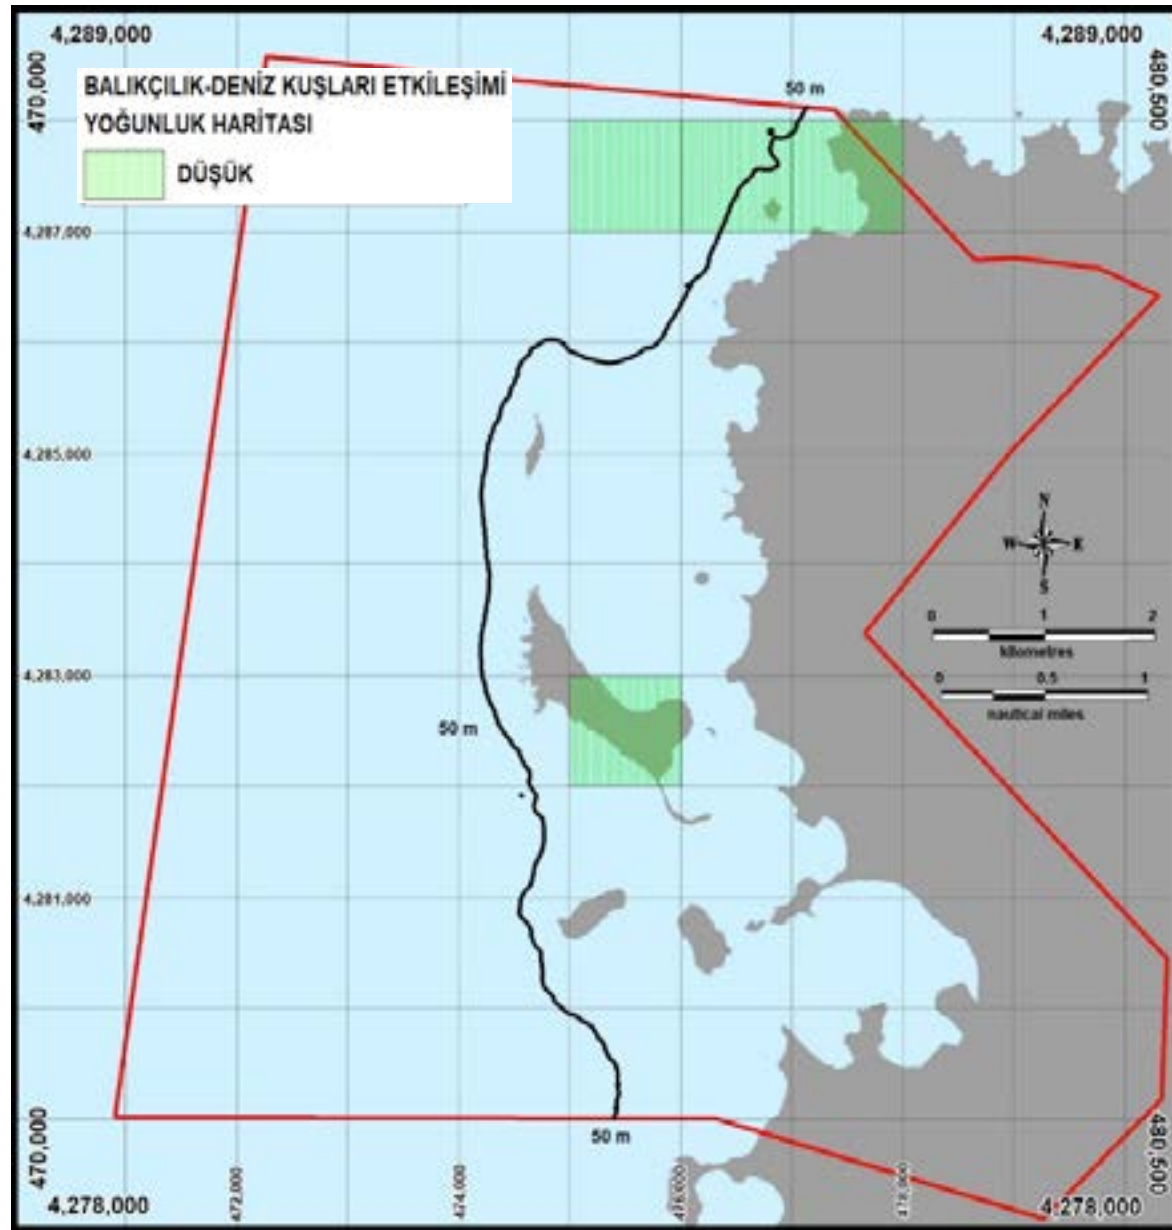 4,289,000
4,289,000
470,000
480,500
BALIKÇILIK-DENİZ KUŞLARI ETKİLEŞİMİ
YOĞUNLUK HARİTASI
DÜŞÜK
50 m
4,287,000
4,285,000
N
W
E
S
0 1 2
kilometres
4,283,000
0 0.5 1
nautical miles
50 m
4,281,000
50 m
470,000
472,000
474,000
476,000
478,000
480,500
4,278,000
4,278,000